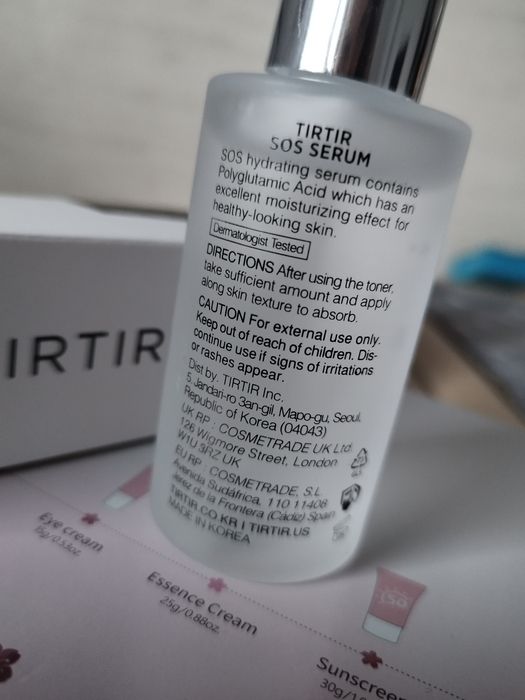 TIRTIR
SOS SERUM
SOS hydrating serum contains
Polyglutamic Acid which has an
excellent moisturizing effect for
healthy-looking skin.
Dermatologist Tested
DIRECTIONS After using the toner,
take sufficient amount and apply
along skin texture to absorb.
CAUTION For external use only.
Keep out of reach of children. Dis-
continue use if signs of irritations
or rashes appear.
Dist by. TIRTIR Inc.
5, Jandari-ro 3an-gil, Mapo-gu, Seoul,
Republic of Korea (04043)
UK RP : COSMETRADE UK Ltd.
126 Wigmore Street, London
W1U 3RZ UK
EU RP : COSMETRADE, S.L
Avenida Sudáfrica, 110 11408
Jerez de la Frontera (Cádiz) Spain
TIRTIR.CO.KR I TIRTIR.US
MADE IN KOREA
IRTIR
Eye cream
Essence Cream
25g/0.88oz.
Sunscreen